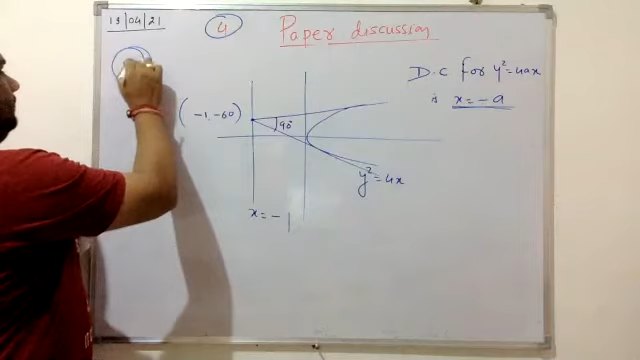 13|04|21
4
Paper discussion
D.C for y² = 4ax
is x = -a
(-1, -60)
90°
y² = 4x
x = -1